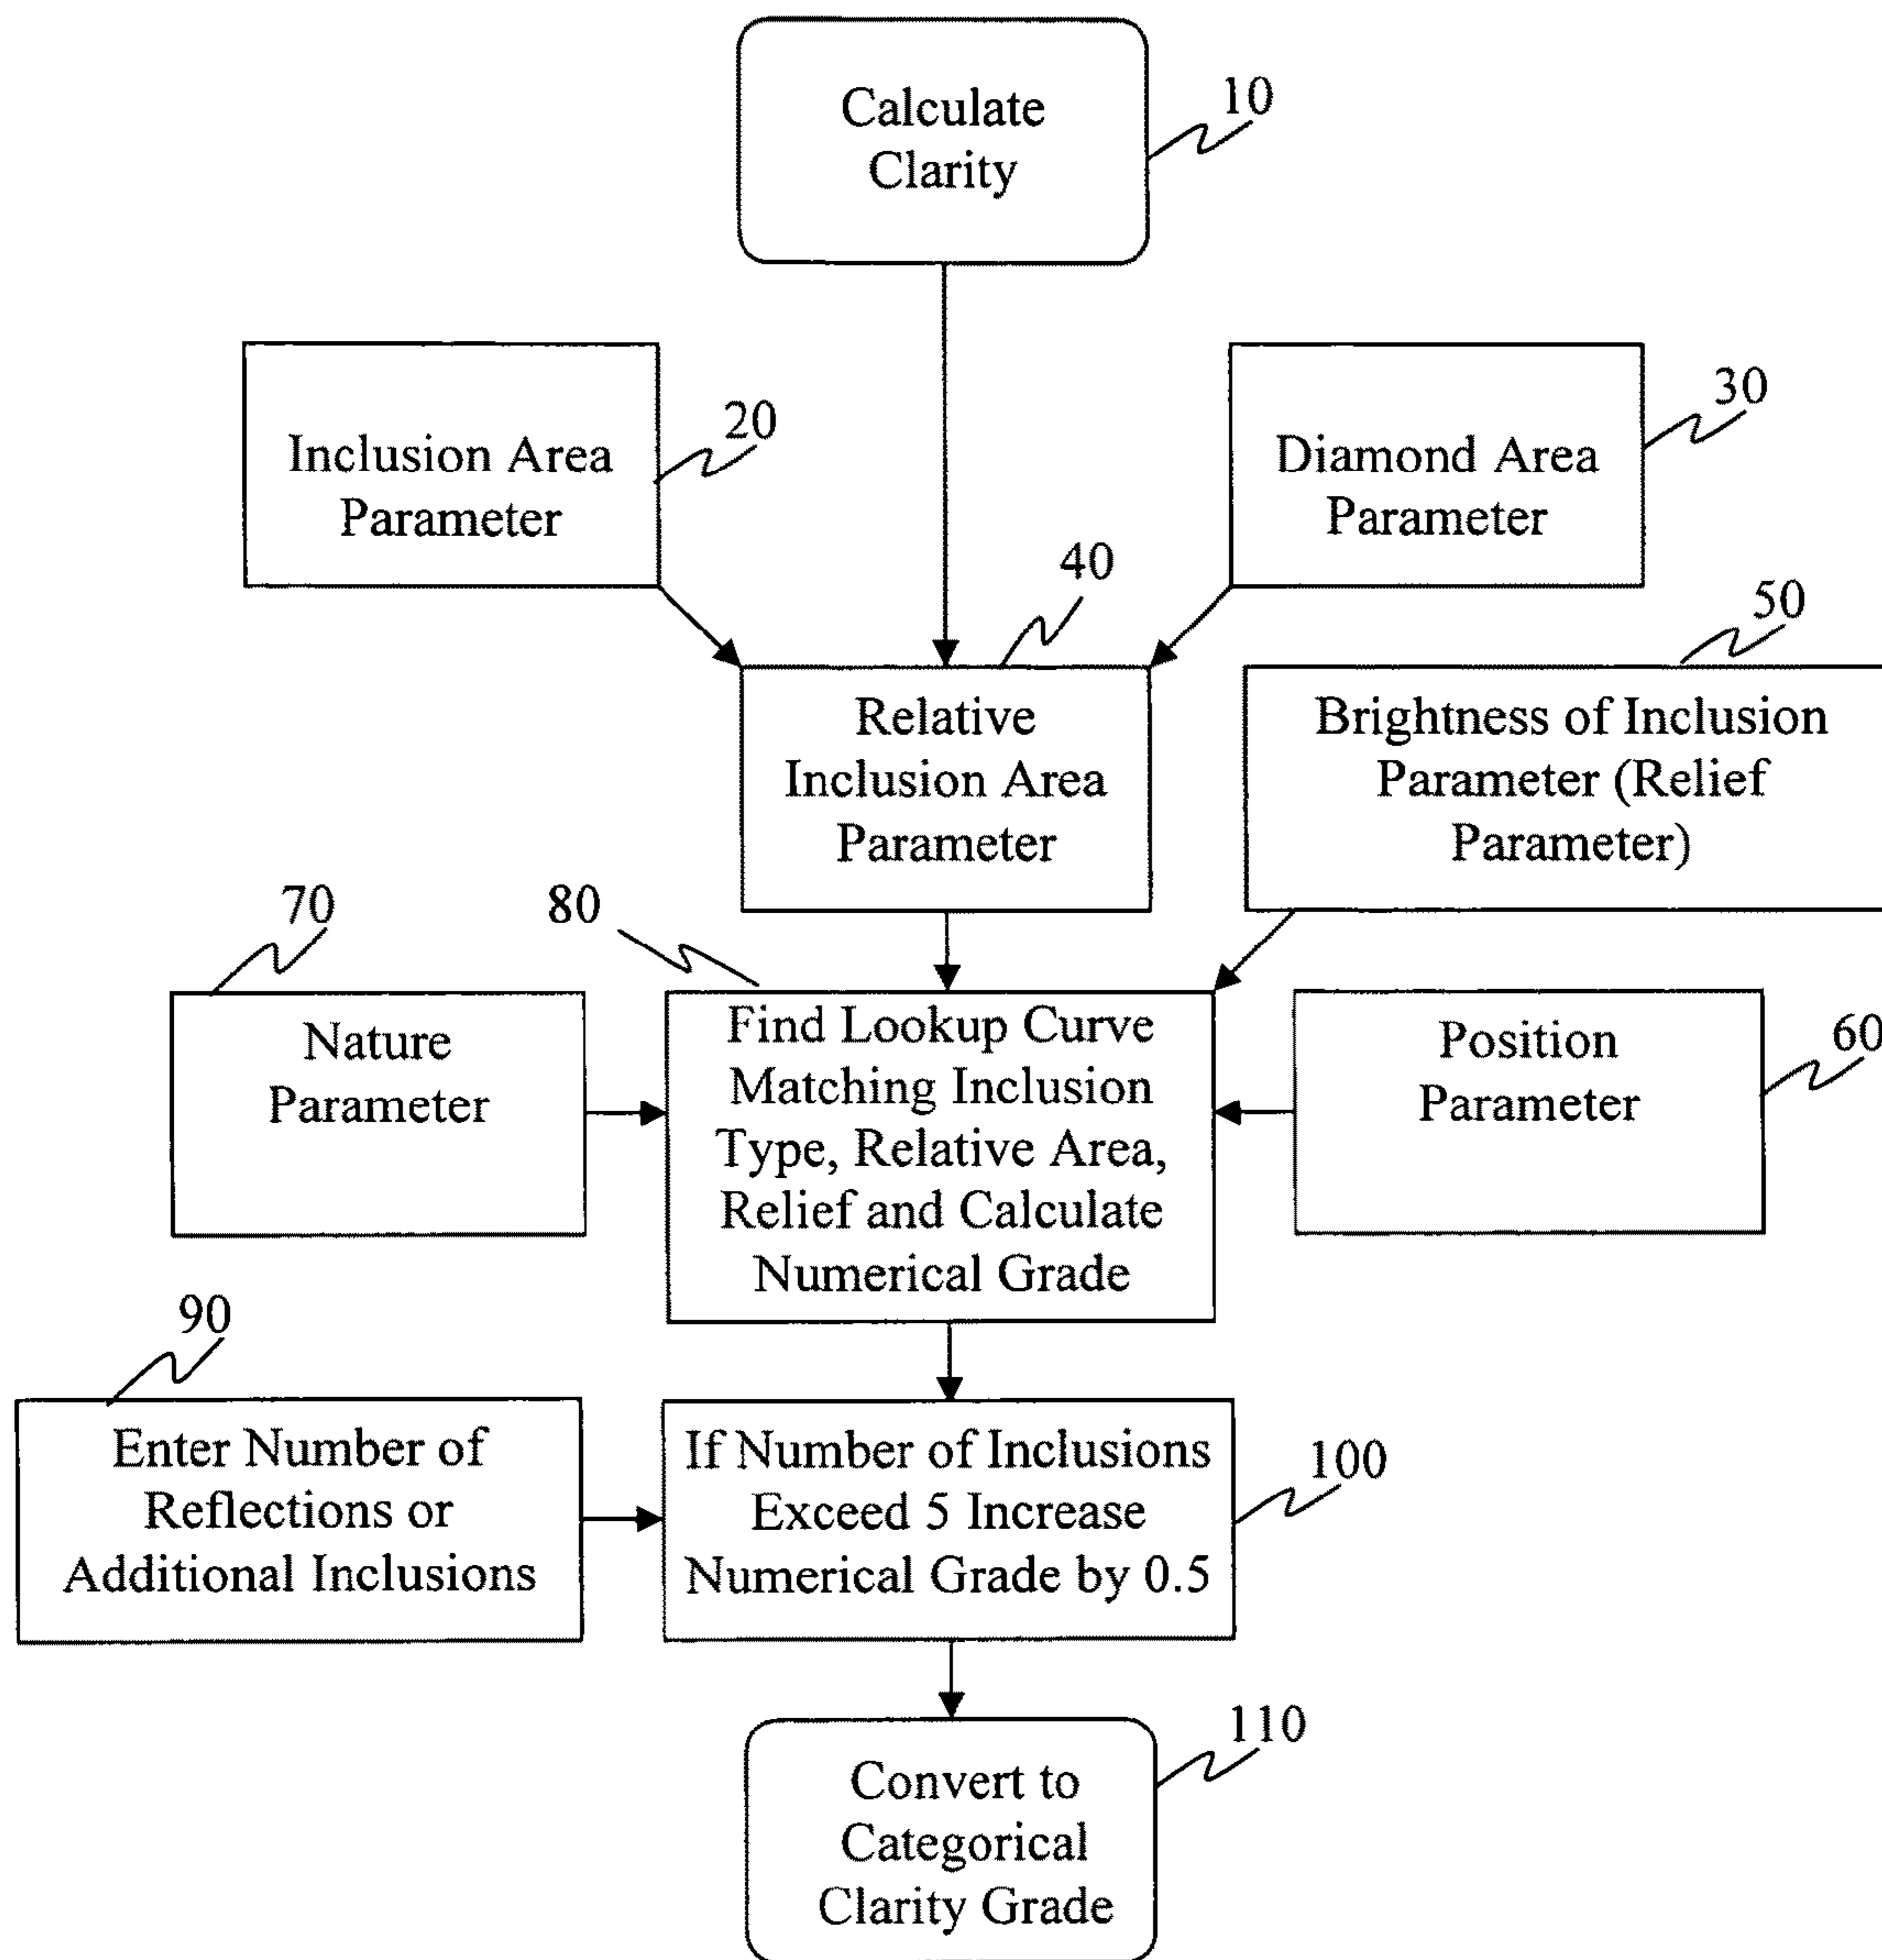 Calculate
Clarity
10
Inclusion Area
Parameter
20
Diamond Area
Parameter
30
40
Relative
Inclusion Area
Parameter
50
Brightness of Inclusion
Parameter (Relief
Parameter)
70
Nature
Parameter
80
Find Lookup Curve
Matching Inclusion
Type, Relative Area,
Relief and Calculate
Numerical Grade
Position
Parameter
60
90
Enter Number of
Reflections or
Additional Inclusions
If Number of Inclusions
Exceed 5 Increase
Numerical Grade by 0.5
100
Convert to
Categorical
Clarity Grade
110